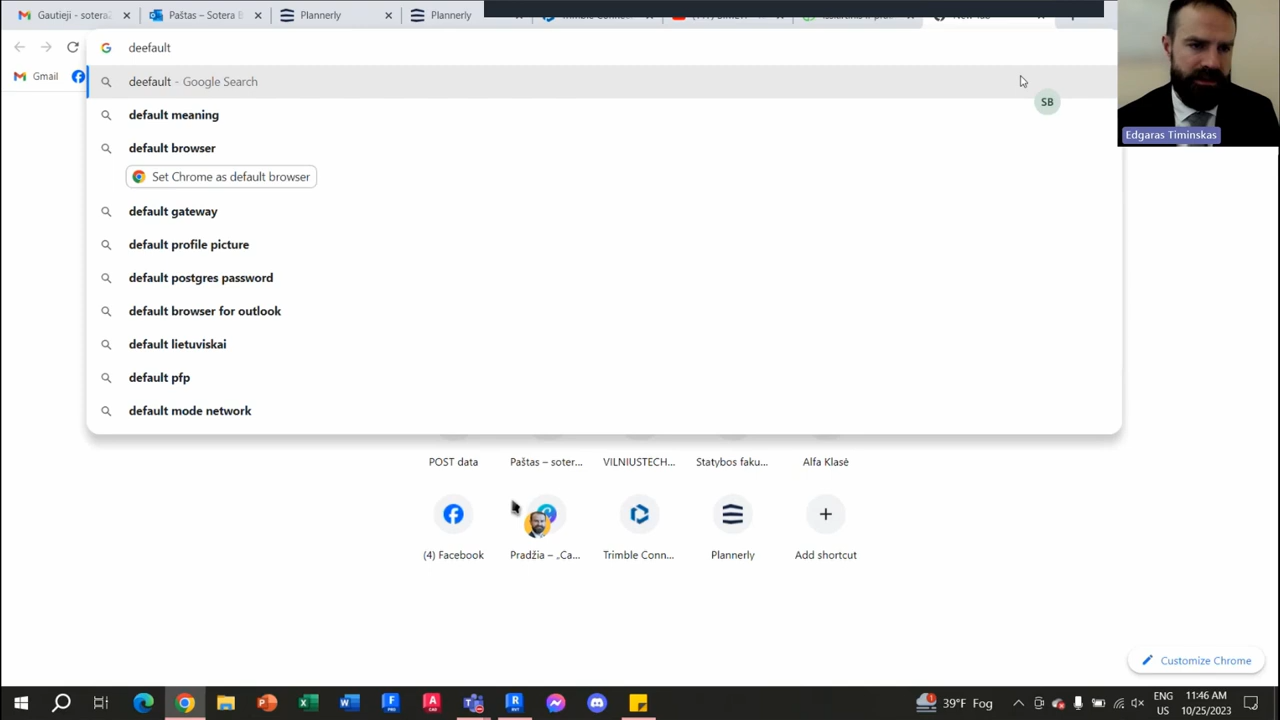 Gautieji - sotera
Paštas – Sotera B
Plannerly
Plannerly
deefault
deefault - Google Search
Gmail
SB
Edgaras Timinskas
default meaning
default browser
Set Chrome as default browser
default gateway
default profile picture
default postgres password
default browser for outlook
default lietuviskai
default pfp
default mode network
POST data
Paštas – soter...
VILNIUSTECH...
Statybos faku...
Alfa Klasė
(4) Facebook
Pradžia – „Ca...
Trimble Conn...
Plannerly
Add shortcut
Customize Chrome
39°F Fog
ENG
US
11:46 AM
10/25/2023